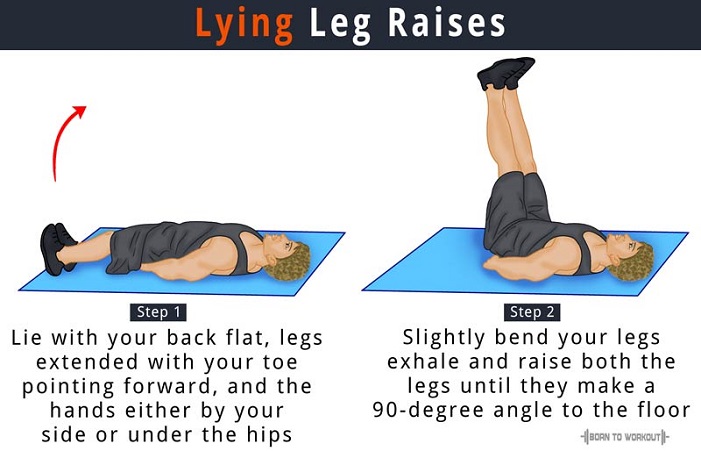 Lying Leg Raises
Step 1
Lie with your back flat, legs
extended with your toe
pointing forward, and the
hands either by your
side or under the hips
Step 2
Slightly bend your legs
exhale and raise both the
legs until they make a
90-degree angle to the floor
BORN TO WORKOUT